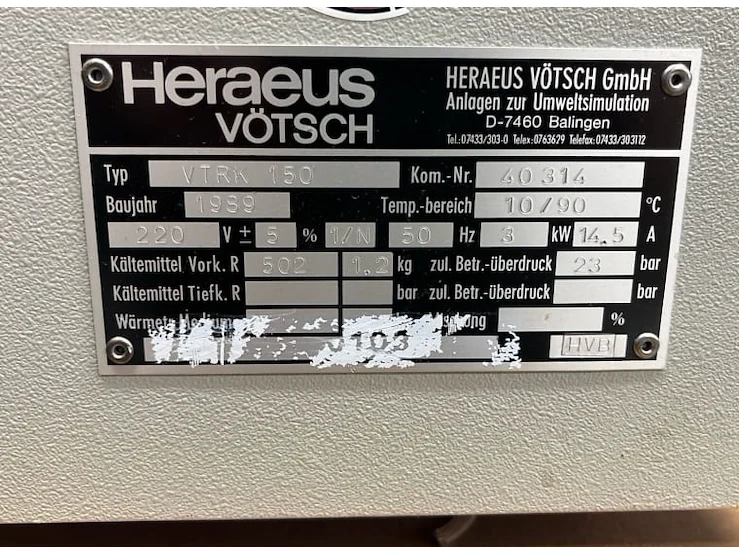 Heraeus
VÖTSCH
HERAEUS VÖTSCH GmbH
Anlagen zur Umweltsimulation
D-7460 Balingen
Tel.:07433/303-0 Telex:0763629 Telefax:07433/303112
Typ VTRK 150 Kom.-Nr. 40314
Baujahr 1989 Temp.-bereich 10/90 °C
220 V ± 5 % 1/N 50 Hz 3 kW 14.5 A
Kältemittel Vork. R 502 1.2 kg zul. Betr.-überdruck 23 bar
Kältemittel Tiefk. R bar zul. Betr.-überdruck bar
%
103
HVB